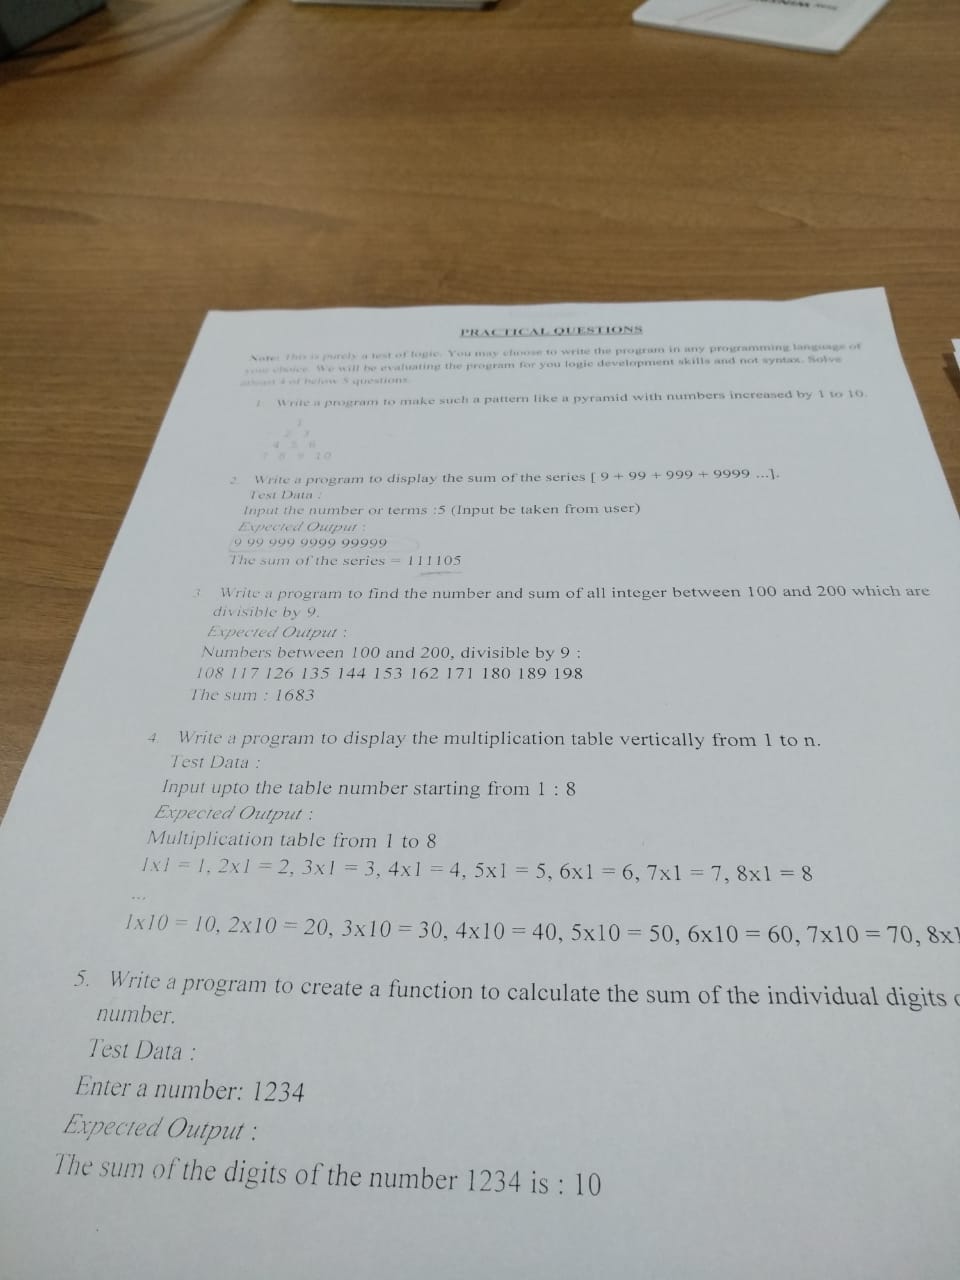 PRACTICAL QUESTIONS
Note: This is purely a test of logic. You may choose to write the program in any programming language of
your choice. We will be evaluating the program for you logic development skills and not syntax. Solve
atleast 4 of below 5 questions.
1. Write a program to make such a pattern like a pyramid with numbers increased by 1 to 10.
1
2 3
4 5 6
7 8 9 10
2. Write a program to display the sum of the series [ 9 + 99 + 999 + 9999 ...].
Test Data :
Input the number or terms :5 (Input be taken from user)
Expected Output :
9 99 999 9999 99999
The sum of the series = 111105
3. Write a program to find the number and sum of all integer between 100 and 200 which are
divisible by 9.
Expected Output :
Numbers between 100 and 200, divisible by 9 :
108 117 126 135 144 153 162 171 180 189 198
The sum : 1683
4. Write a program to display the multiplication table vertically from 1 to n.
Test Data :
Input upto the table number starting from 1 : 8
Expected Output :
Multiplication table from 1 to 8
1x1 = 1, 2x1 = 2, 3x1 = 3, 4x1 = 4, 5x1 = 5, 6x1 = 6, 7x1 = 7, 8x1 = 8
...
1x10 = 10, 2x10 = 20, 3x10 = 30, 4x10 = 40, 5x10 = 50, 6x10 = 60, 7x10 = 70, 8x1
5. Write a program to create a function to calculate the sum of the individual digits
number.
Test Data :
Enter a number: 1234
Expected Output :
The sum of the digits of the number 1234 is : 10